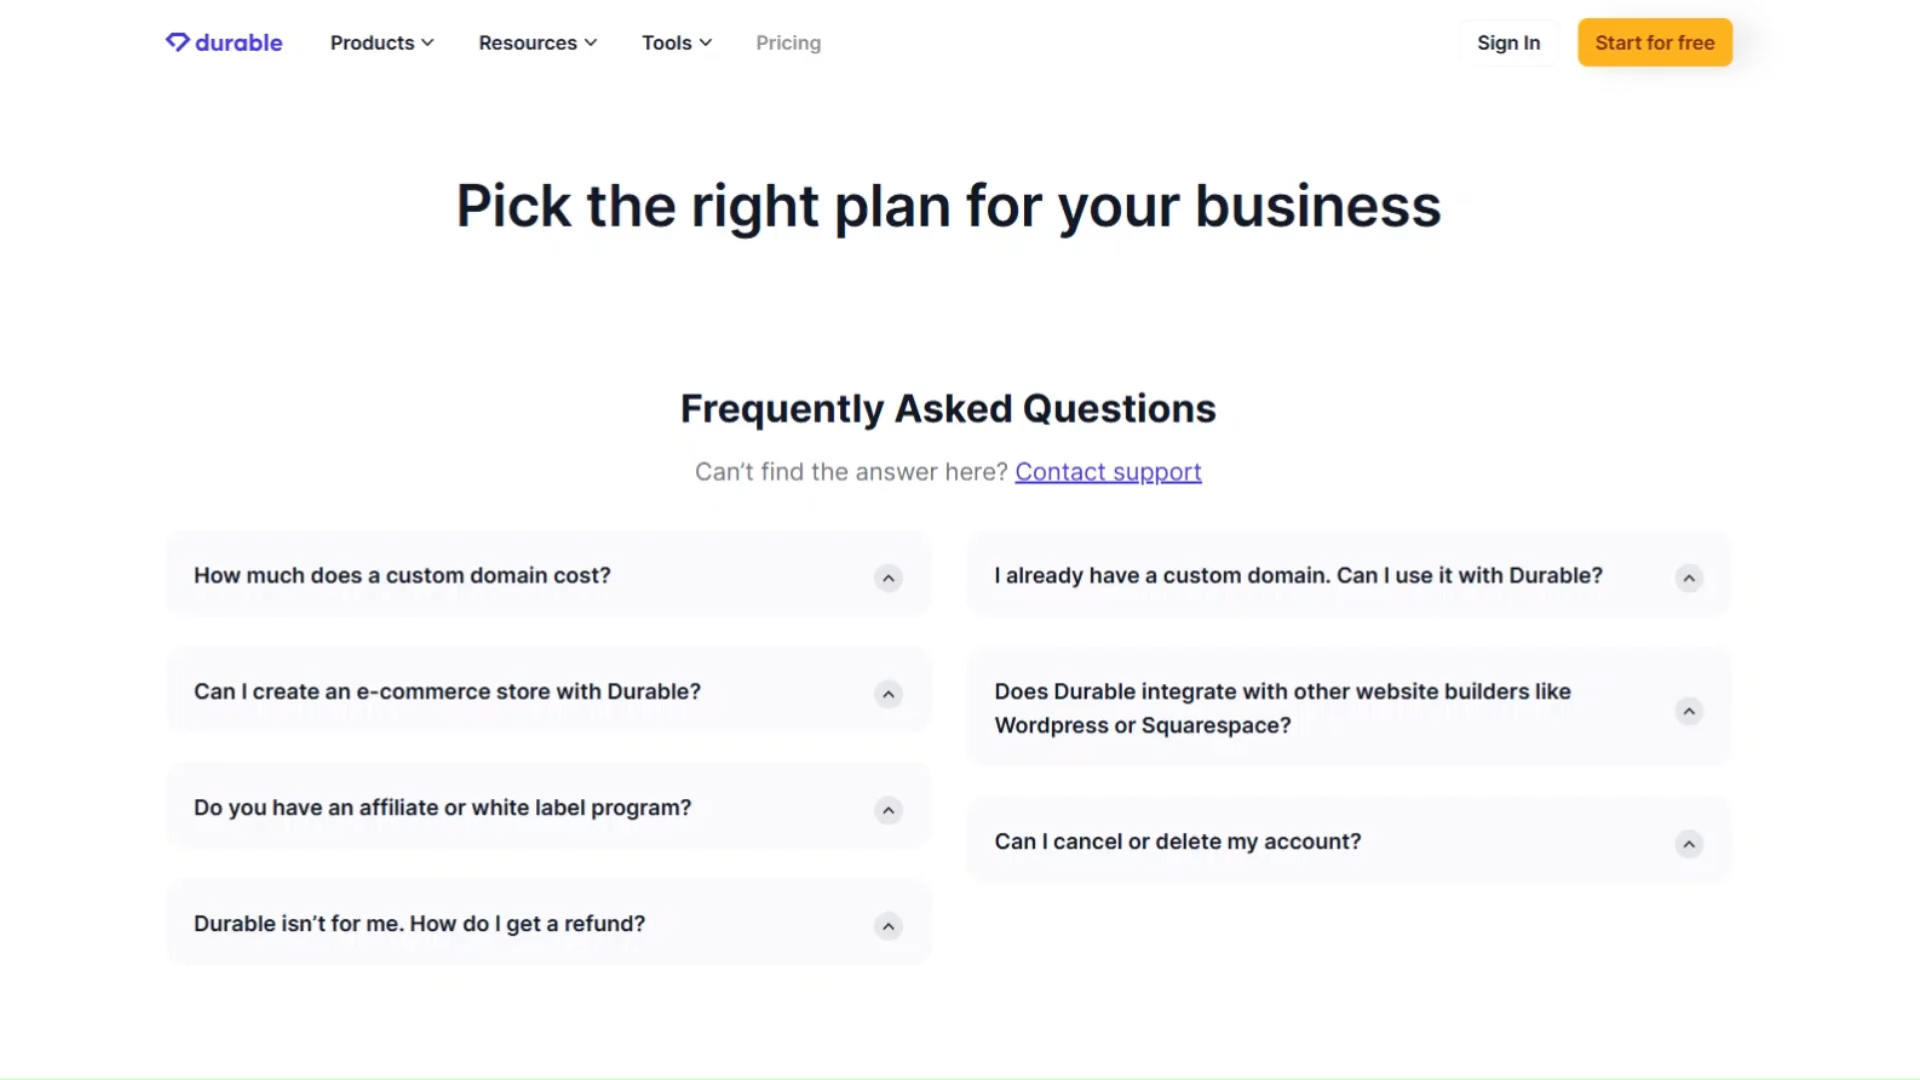 durable Products Resources Tools Pricing Sign In Start for free
Pick the right plan for your business
Frequently Asked Questions
Can’t find the answer here? Contact support
How much does a custom domain cost?
Can I create an e-commerce store with Durable?
Do you have an affiliate or white label program?
Durable isn’t for me. How do I get a refund?
I already have a custom domain. Can I use it with Durable?
Does Durable integrate with other website builders like
Wordpress or Squarespace?
Can I cancel or delete my account?